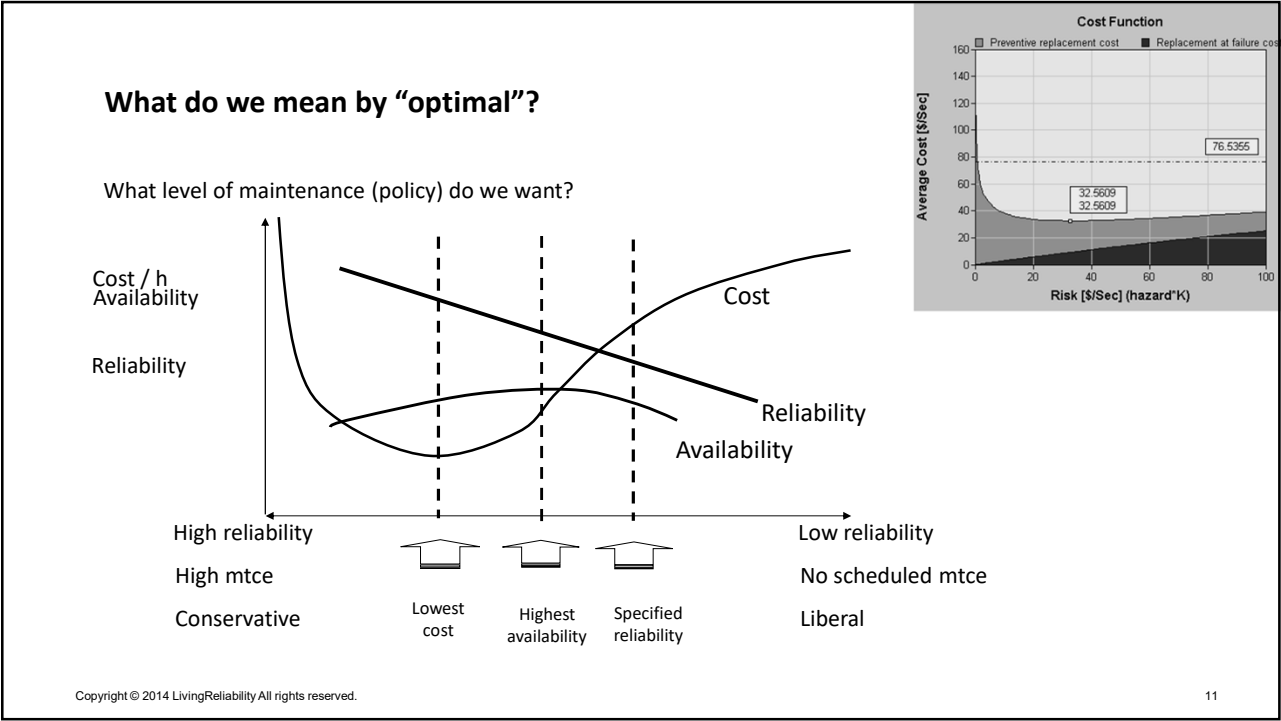 What do we mean by “optimal”?
What level of maintenance (policy) do we want?
Cost / h
Availability
Reliability
Cost
Reliability
Availability
High reliability
High mtce
Conservative
Lowest
cost
Highest
availability
Specified
reliability
Low reliability
No scheduled mtce
Liberal
Cost Function
Preventive replacement cost
Replacement at failure cos
Average Cost [$/Sec]
160
140
120
100
80
60
40
20
0
76.5355
32.5609
32.5609
0 20 40 60 80 100
Risk [$/Sec] (hazard*K)
Copyright © 2014 LivingReliability All rights reserved.
11